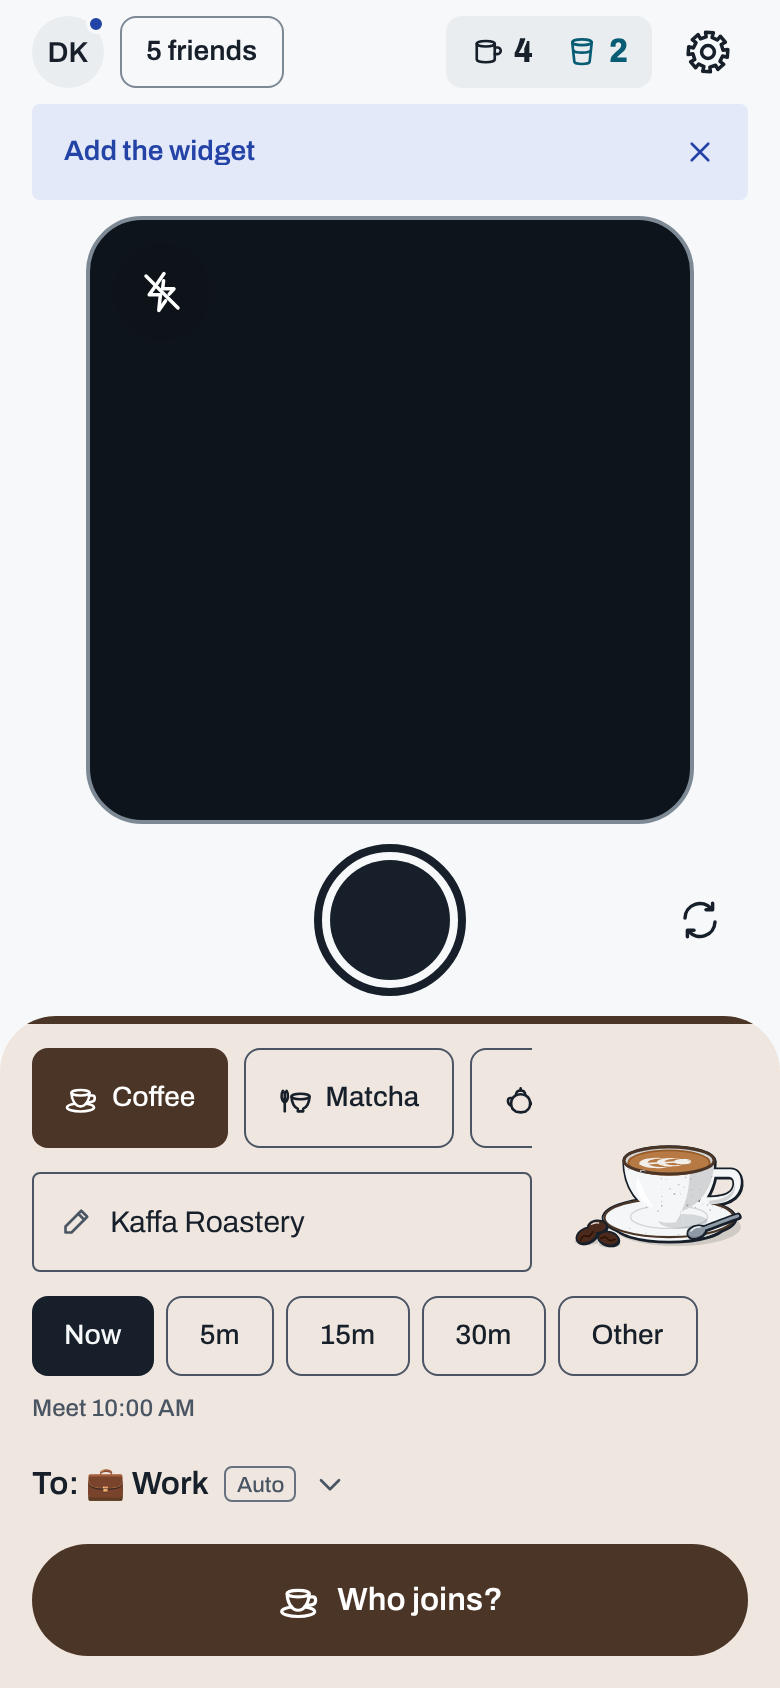 DK
5 friends
4
2
Add the widget
Coffee
Matcha
Kaffa Roastery
Now
5m
15m
30m
Other
Meet 10:00 AM
To: 💼 Work
Auto
Who joins?